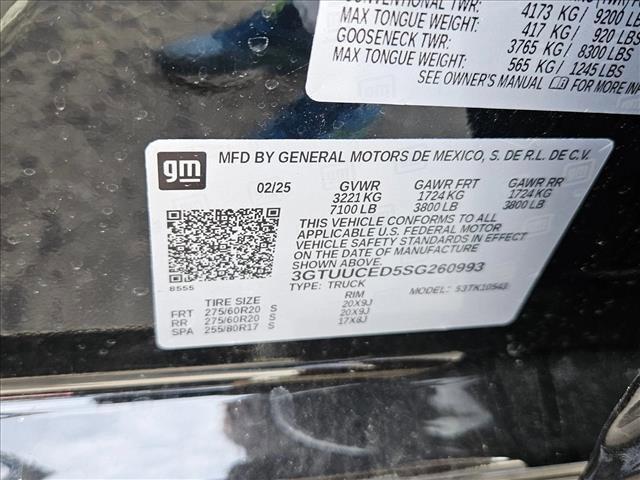 CONVENTIONAL TWR: 4173 KG / 9200 LBS
MAX TONGUE WEIGHT: 417 KG / 920 LBS
GOOSENECK TWR: 3765 KG / 8300 LBS
MAX TONGUE WEIGHT: 565 KG / 1245 LBS
SEE OWNER'S MANUAL FOR MORE
gm
MFD BY GENERAL MOTORS DE MEXICO, S. DE R.L. DE C.V.
02/25 GVWR GAWR FRT GAWR RR
3221 KG 1724 KG 1724 KG
7100 LB 3800 LB 3800 LB
THIS VEHICLE CONFORMS TO ALL
APPLICABLE U.S. FEDERAL MOTOR
VEHICLE SAFETY STANDARDS IN EFFECT
ON THE DATE OF MANUFACTURE SHOWN ABOVE.
3GTUUCED5SG260993
8555 TYPE: TRUCK MODEL: 53TK10543
TIRE SIZE RIM
FRT 275/60R20 S 20X9J
RR 275/60R20 S 20X9J
SPA 255/80R17 S 17X8J